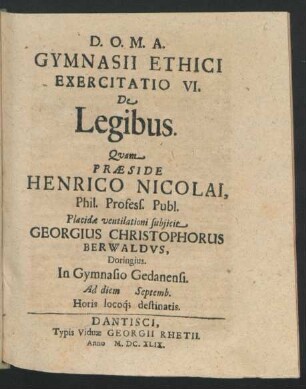 D. O. M. A.
GYMNASII ETHICI
EXERCITATIO VI.
De
Legibus.
Quam
PRÆSIDE
HENRICO NICOLAI,
Phil. Profess. Publ.
Placidæ ventilationi subjicit
GEORGIUS CHRISTOPHORUS
BERWALDVS,
Doringius.
In Gymnasio Gedanensi.
Ad diem Septemb.
Horis locoq; destinatis.
DANTISCI,
Typis Viduæ GEORGII RHETII.
Anno M. DC. XLIX.